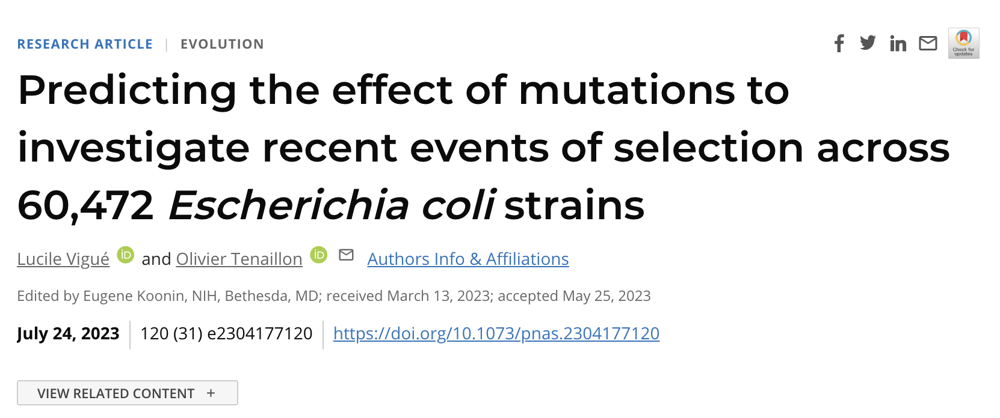 RESEARCH ARTICLE | EVOLUTION
Check for
updates
Predicting the effect of mutations to
investigate recent events of selection across
60,472 Escherichia coli strains
Lucile Vigué iD and Olivier Tenaillon iD Authors Info & Affiliations
Edited by Eugene Koonin, NIH, Bethesda, MD; received March 13, 2023; accepted May 25, 2023
July 24, 2023 | 120 (31) e2304177120 | https://doi.org/10.1073/pnas.2304177120
VIEW RELATED CONTENT +